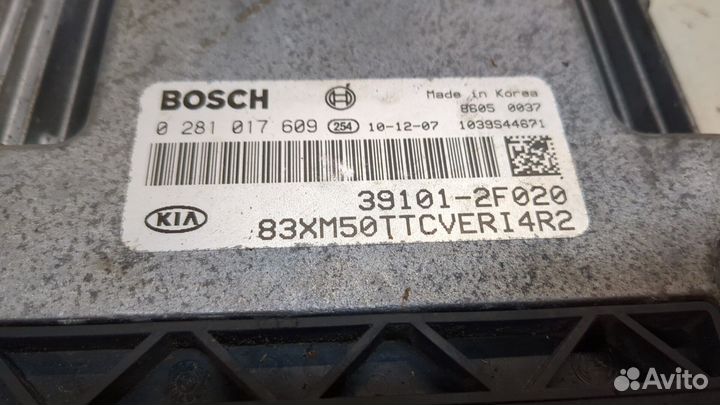 BOSCH
Made in Korea
8605 0037
0 281 017 609 254 10-12-07 1039S44671
39101-2F020
KIA
83XM50TTCVERI4R2
Avito